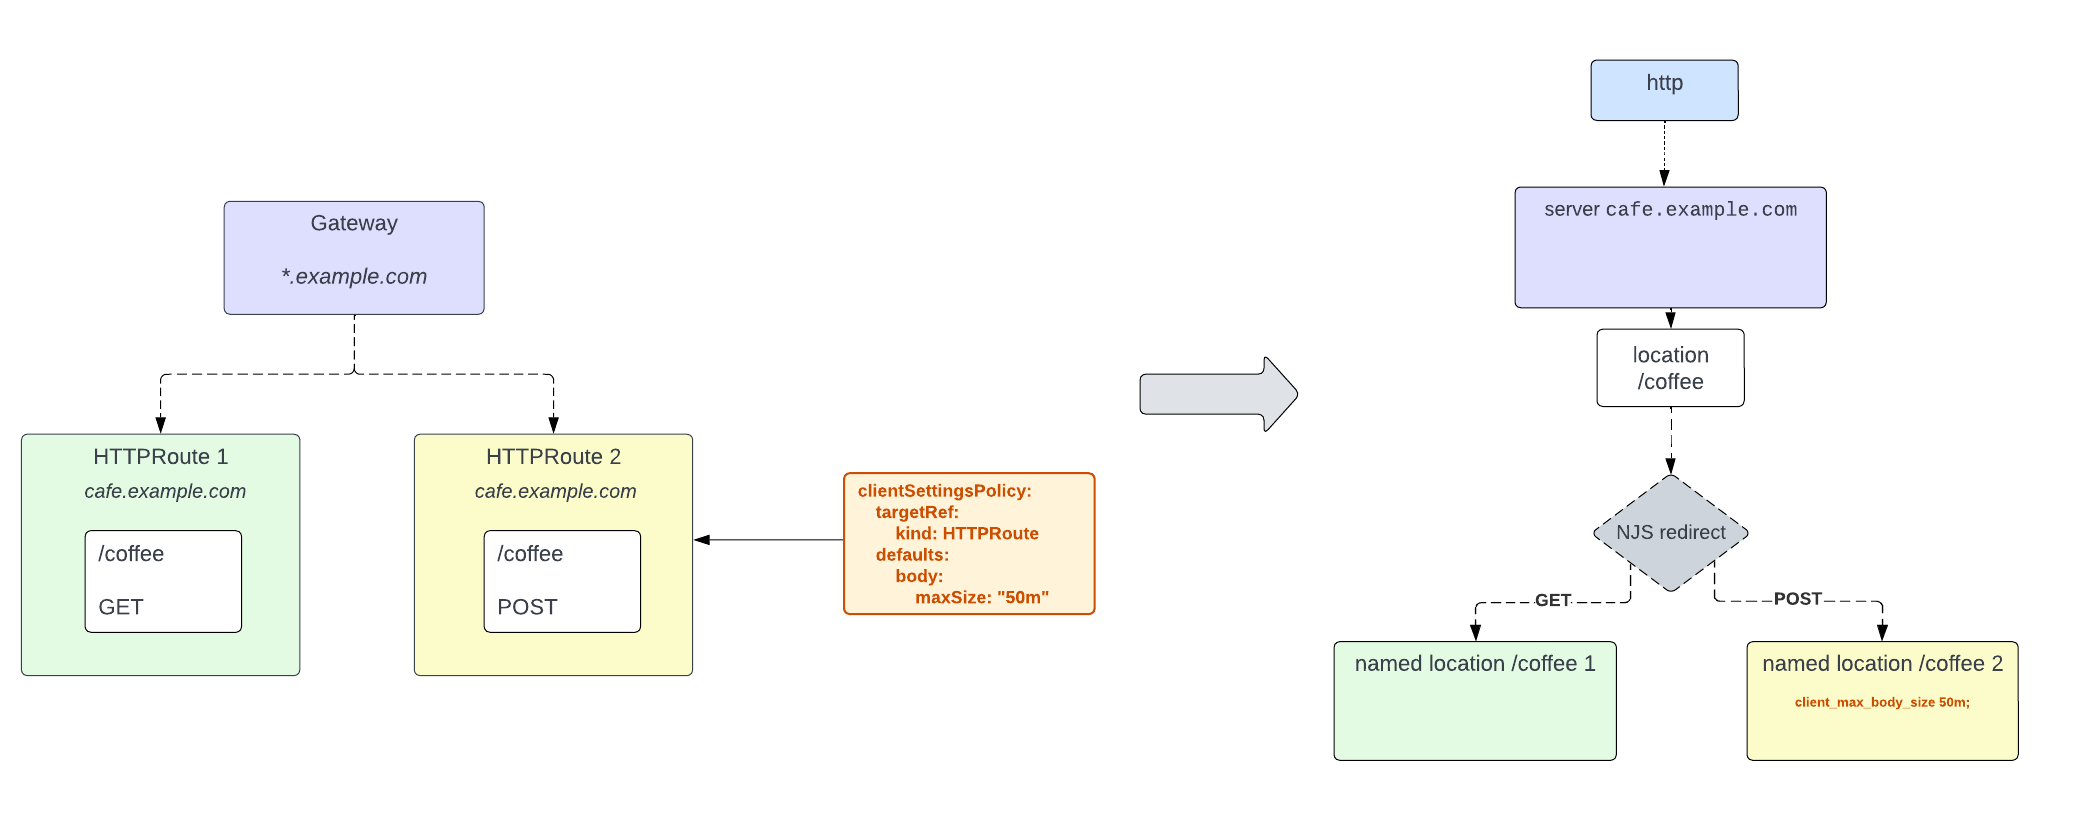 Gateway
*.example.com
HTTPRoute 1
cafe.example.com
/coffee
GET
HTTPRoute 2
cafe.example.com
/coffee
POST
clientSettingsPolicy:
targetRef:
kind: HTTPRoute
defaults:
body:
maxSize: "50m"
http
server cafe.example.com
location
/coffee
NJS redirect
GET
POST
named location /coffee 1
named location /coffee 2
client_max_body_size 50m;